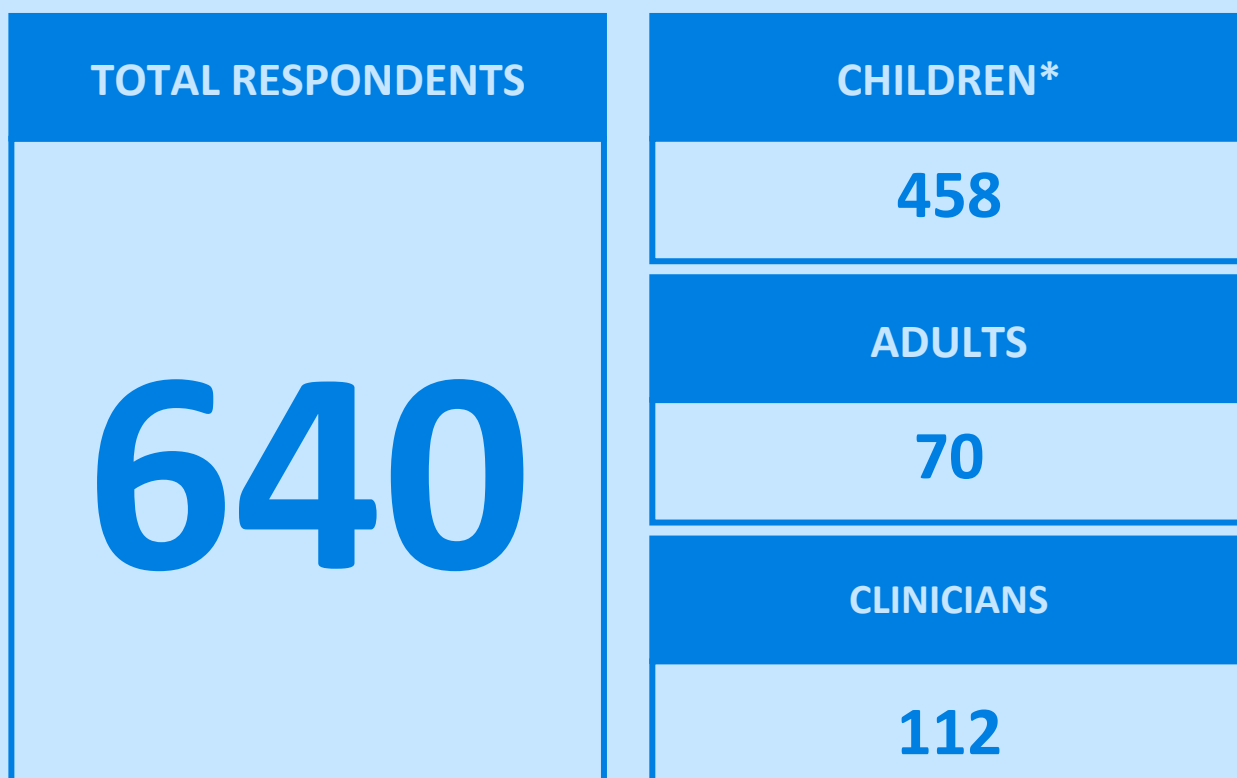 TOTAL RESPONDENTS
640
CHILDREN*
458
ADULTS
70
CLINICIANS
112